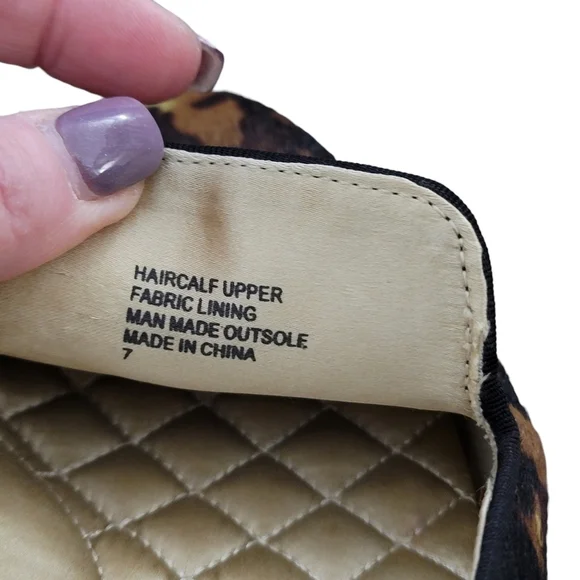 HAIRCALF UPPER
FABRIC LINING
MAN MADE OUTSOLE
MADE IN CHINA
7